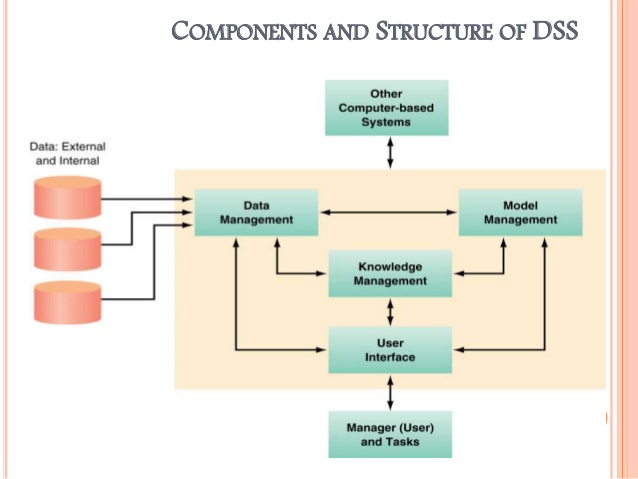 COMPONENTS AND STRUCTURE OF DSS
Other
Computer-based
Systems
Data: External
and Internal
Data
Management
Model
Management
Knowledge
Management
User
Interface
Manager (User)
and Tasks